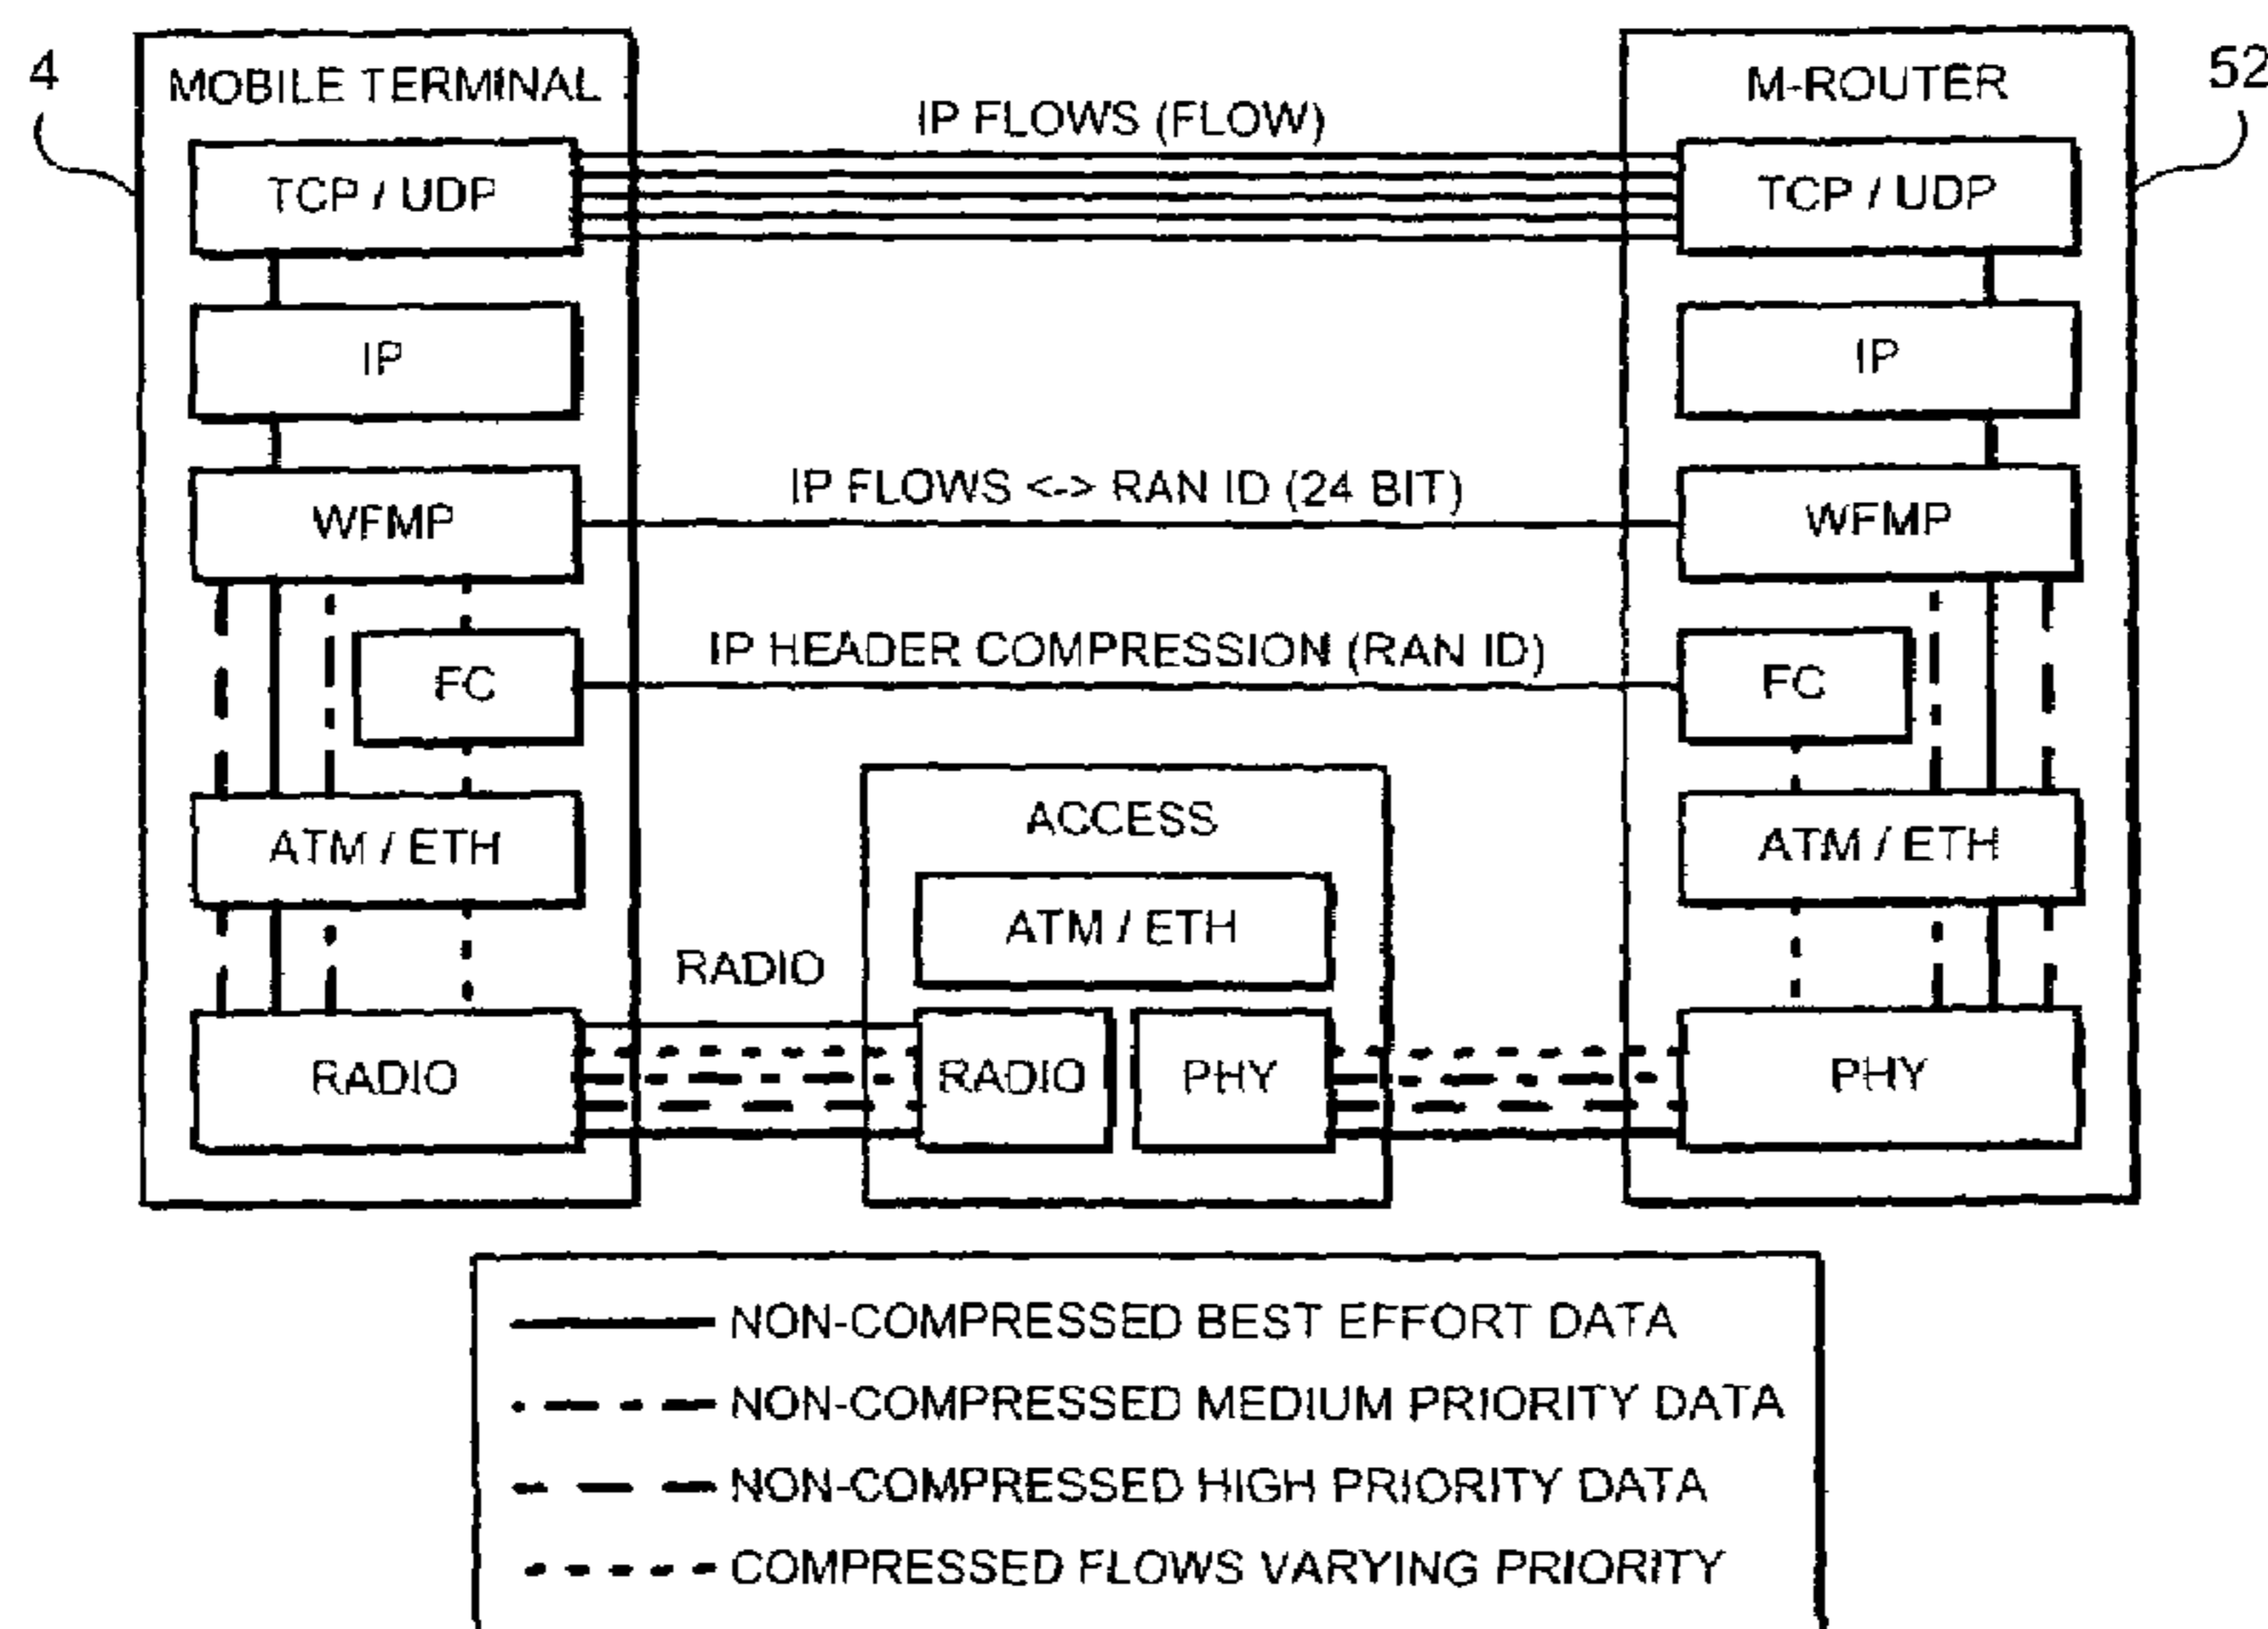 4
MOBILE TERMINAL
TCP / UDP
IP
WFMP
FC
ATM / ETH
RADIO
IP FLOWS (FLOW)
IP FLOWS <-> RAN ID (24 BIT)
IP HEADER COMPRESSION (RAN ID)
RADIO
ACCESS
ATM / ETH
RADIO
PHY
M-ROUTER
52
TCP / UDP
IP
WFMP
FC
ATM / ETH
PHY
NON-COMPRESSED BEST EFFORT DATA
NON-COMPRESSED MEDIUM PRIORITY DATA
NON-COMPRESSED HIGH PRIORITY DATA
COMPRESSED FLOWS VARYING PRIORITY